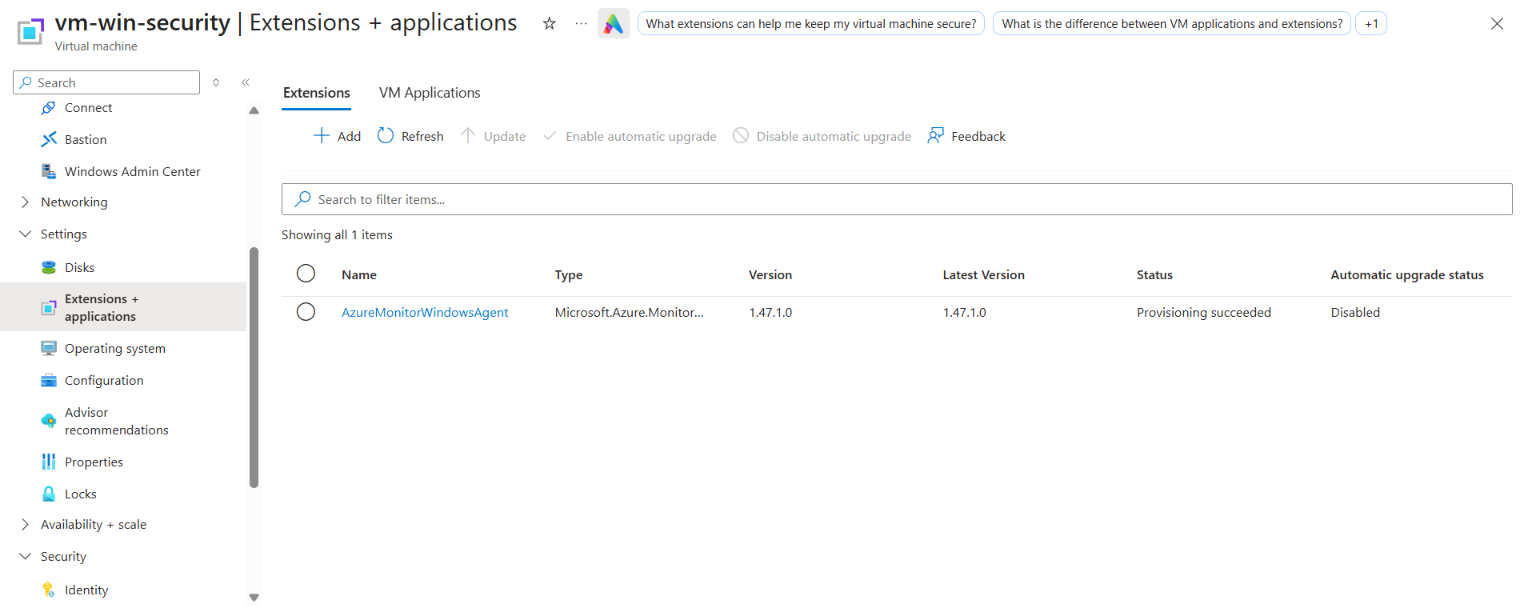 vm-win-security | Extensions + applications
Virtual machine
What extensions can help me keep my virtual machine secure?
What is the difference between VM applications and extensions?
+1
Search
Connect
Bastion
Windows Admin Center
Networking
Settings
Disks
Extensions +
applications
Operating system
Configuration
Advisor
recommendations
Properties
Locks
Availability + scale
Security
Identity
Extensions VM Applications
Add Refresh Update Enable automatic upgrade Disable automatic upgrade Feedback
Search to filter items...
Showing all 1 items
Name Type Version Latest Version Status Automatic upgrade status
AzureMonitorWindowsAgent Microsoft.Azure.Monitor... 1.47.1.0 1.47.1.0 Provisioning succeeded Disabled